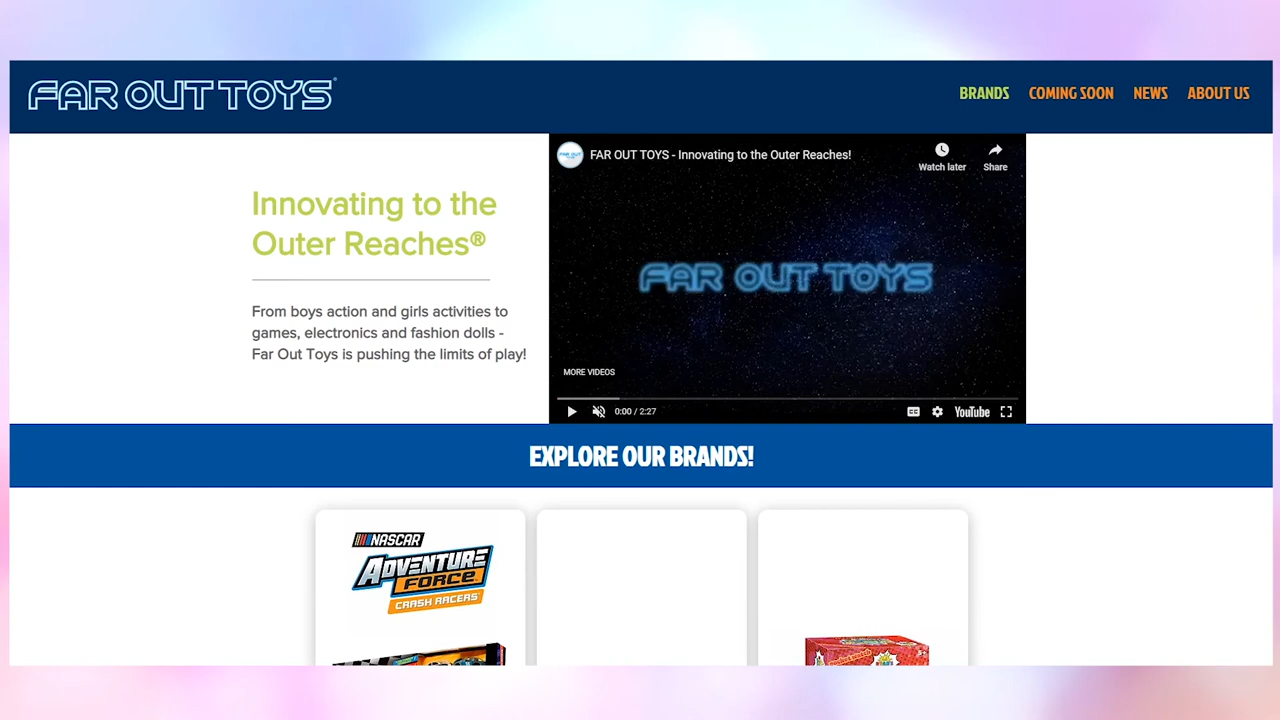 FAR OUT TOYS®
BRANDS
COMING SOON
NEWS
ABOUT US
Innovating to the
Outer Reaches®
From boys action and girls activities to
games, electronics and fashion dolls -
Far Out Toys is pushing the limits of play!
FAR OUT TOYS - Innovating to the Outer Reaches!
Watch later
Share
FAR OUT TOYS
MORE VIDEOS
0:00 / 2:27
CC
YouTube
EXPLORE OUR BRANDS!
NASCAR
ADVENTURE
FORCE
CRASH RACERS